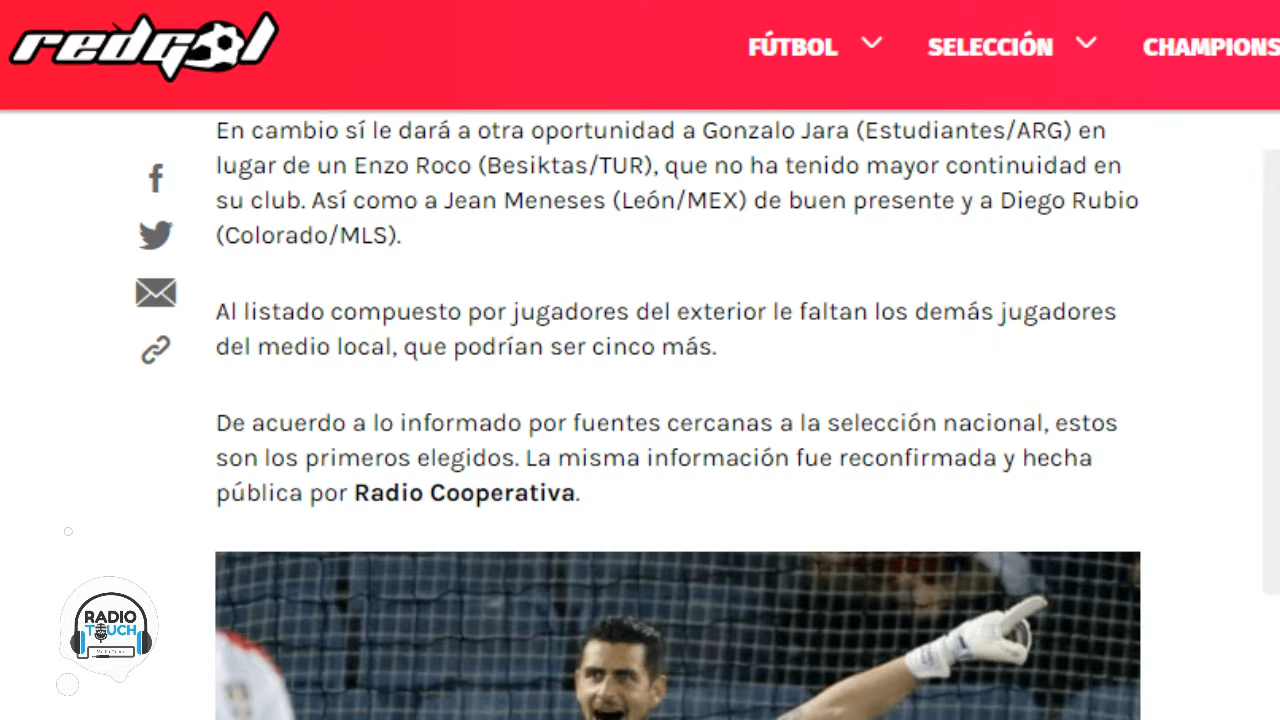 redgol
FÚTBOL
SELECCIÓN
CHAMPIONS
En cambio sí le dará a otra oportunidad a Gonzalo Jara (Estudiantes/ARG) en
lugar de un Enzo Roco (Besiktas/TUR), que no ha tenido mayor continuidad en
su club. Así como a Jean Meneses (León/MEX) de buen presente y a Diego Rubio
(Colorado/MLS).
Al listado compuesto por jugadores del exterior le faltan los demás jugadores
del medio local, que podrían ser cinco más.
De acuerdo a lo informado por fuentes cercanas a la selección nacional, estos
son los primeros elegidos. La misma información fue reconfirmada y hecha
pública por Radio Cooperativa.
RADIO
TOUCH